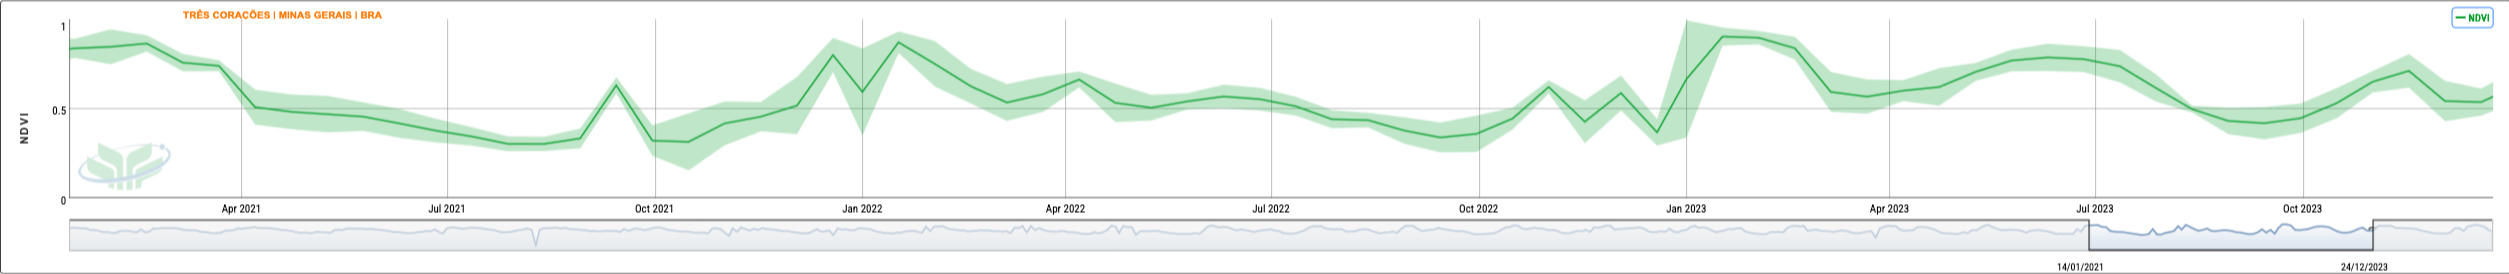 TRÊS CORAÇÕES | MINAS GERAIS | BRA
NDVI
1
0.5
0
NDVI
Apr 2021
Jul 2021
Oct 2021
Jan 2022
Apr 2022
Jul 2022
Oct 2022
Jan 2023
Apr 2023
Jul 2023
Oct 2023
14/01/2021
24/12/2023